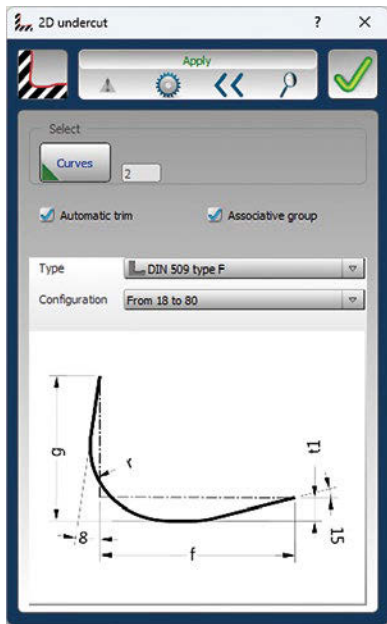 2D undercut ? ×
Apply
Select
Curves 2
Automatic trim Associative group
Type DIN 509 type F
Configuration From 18 to 80
g r t1
8 15
f